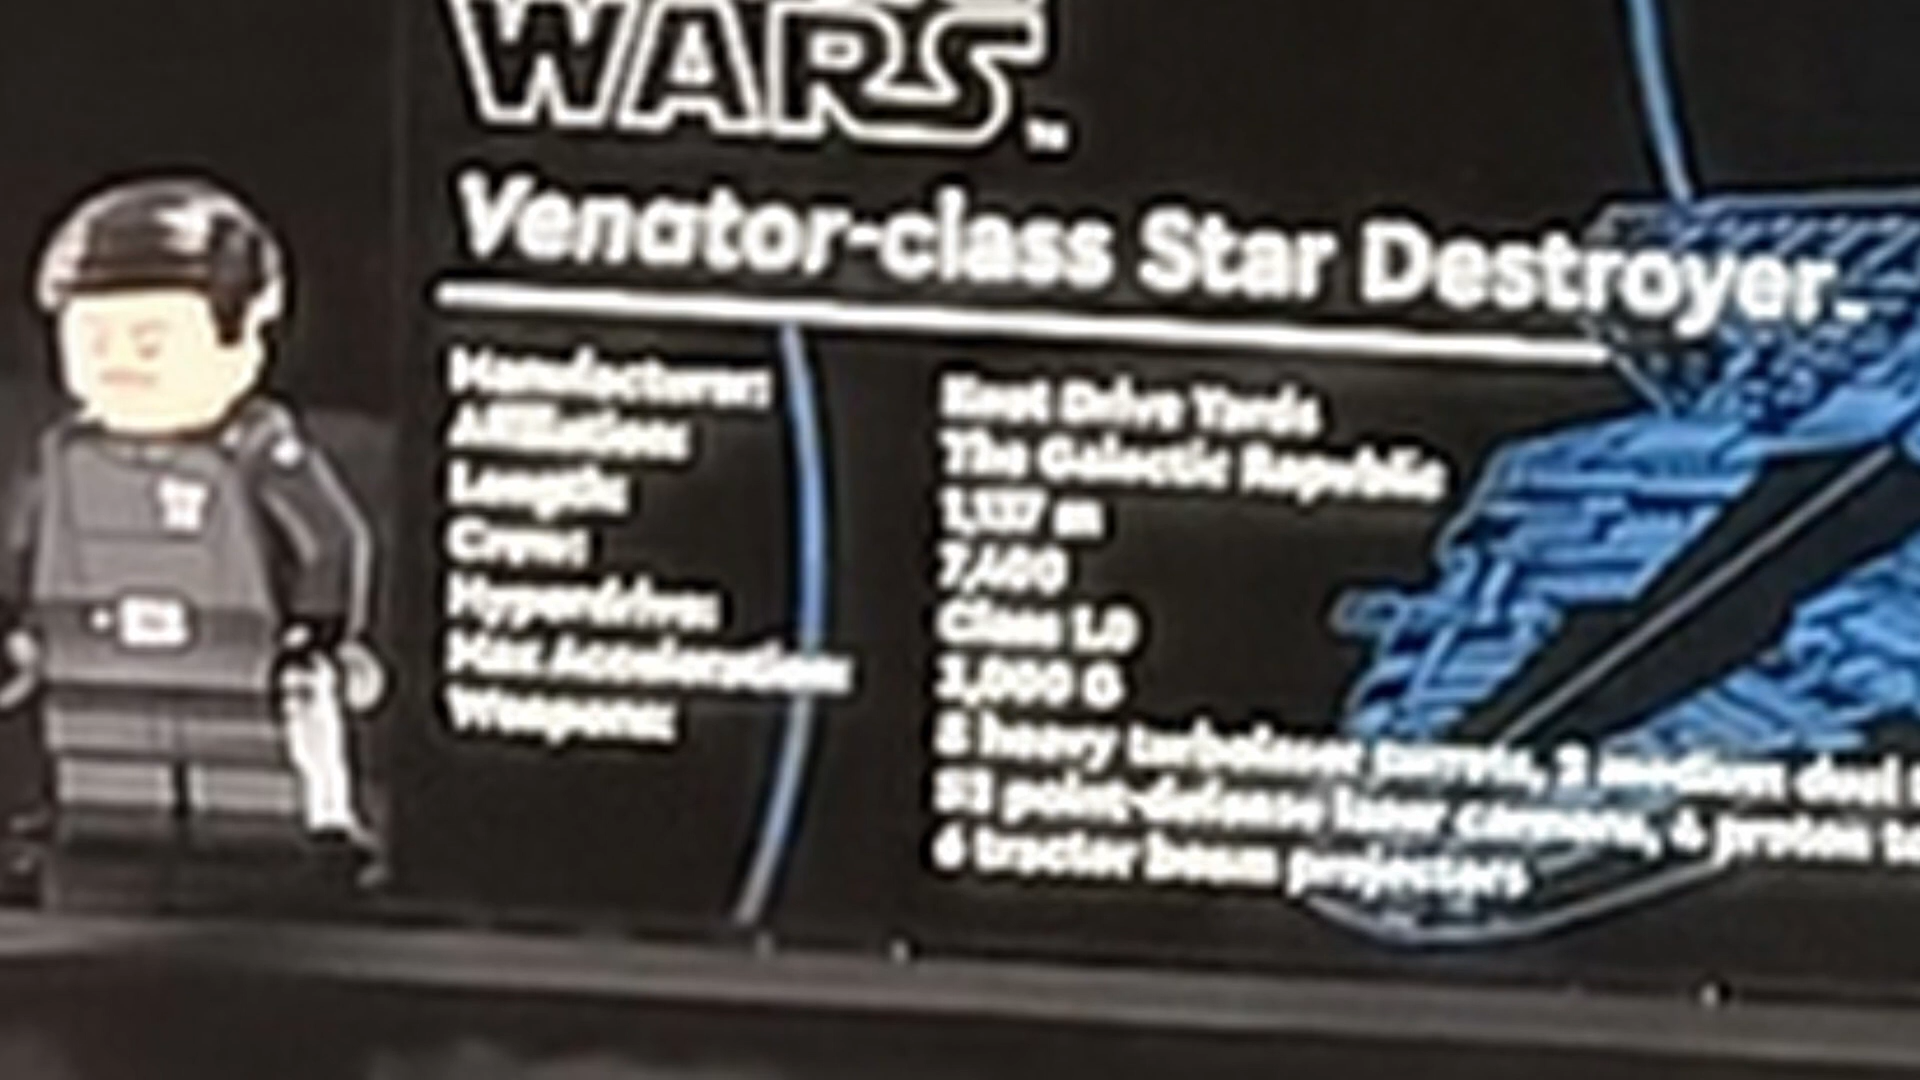 WARS™
Venator-class Star Destroyer™
Manufacturer: Kuat Drive Yards
Affiliation: The Galactic Republic
Length: 1,137 m
Crew: 7,400
Hyperdrive: Class 1.0
Max Acceleration: 3,000 G
Weapons: 8 heavy turbolaser turrets, 2 medium dual
52 point-defense laser cannons, 4 proton
6 tractor beam projectors